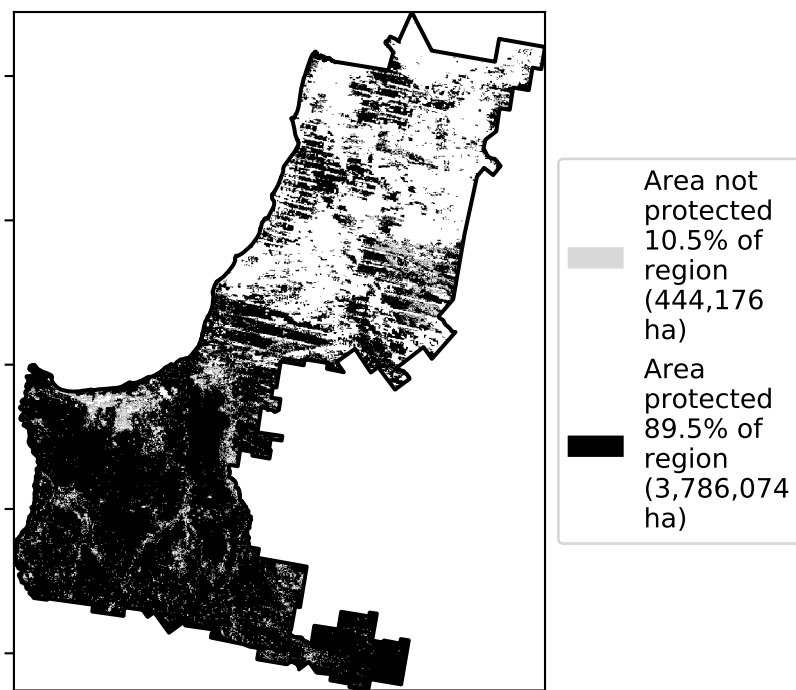 Area not
protected
10.5% of
region
(444,176
ha)
Area
protected
89.5% of
region
(3,786,074
ha)